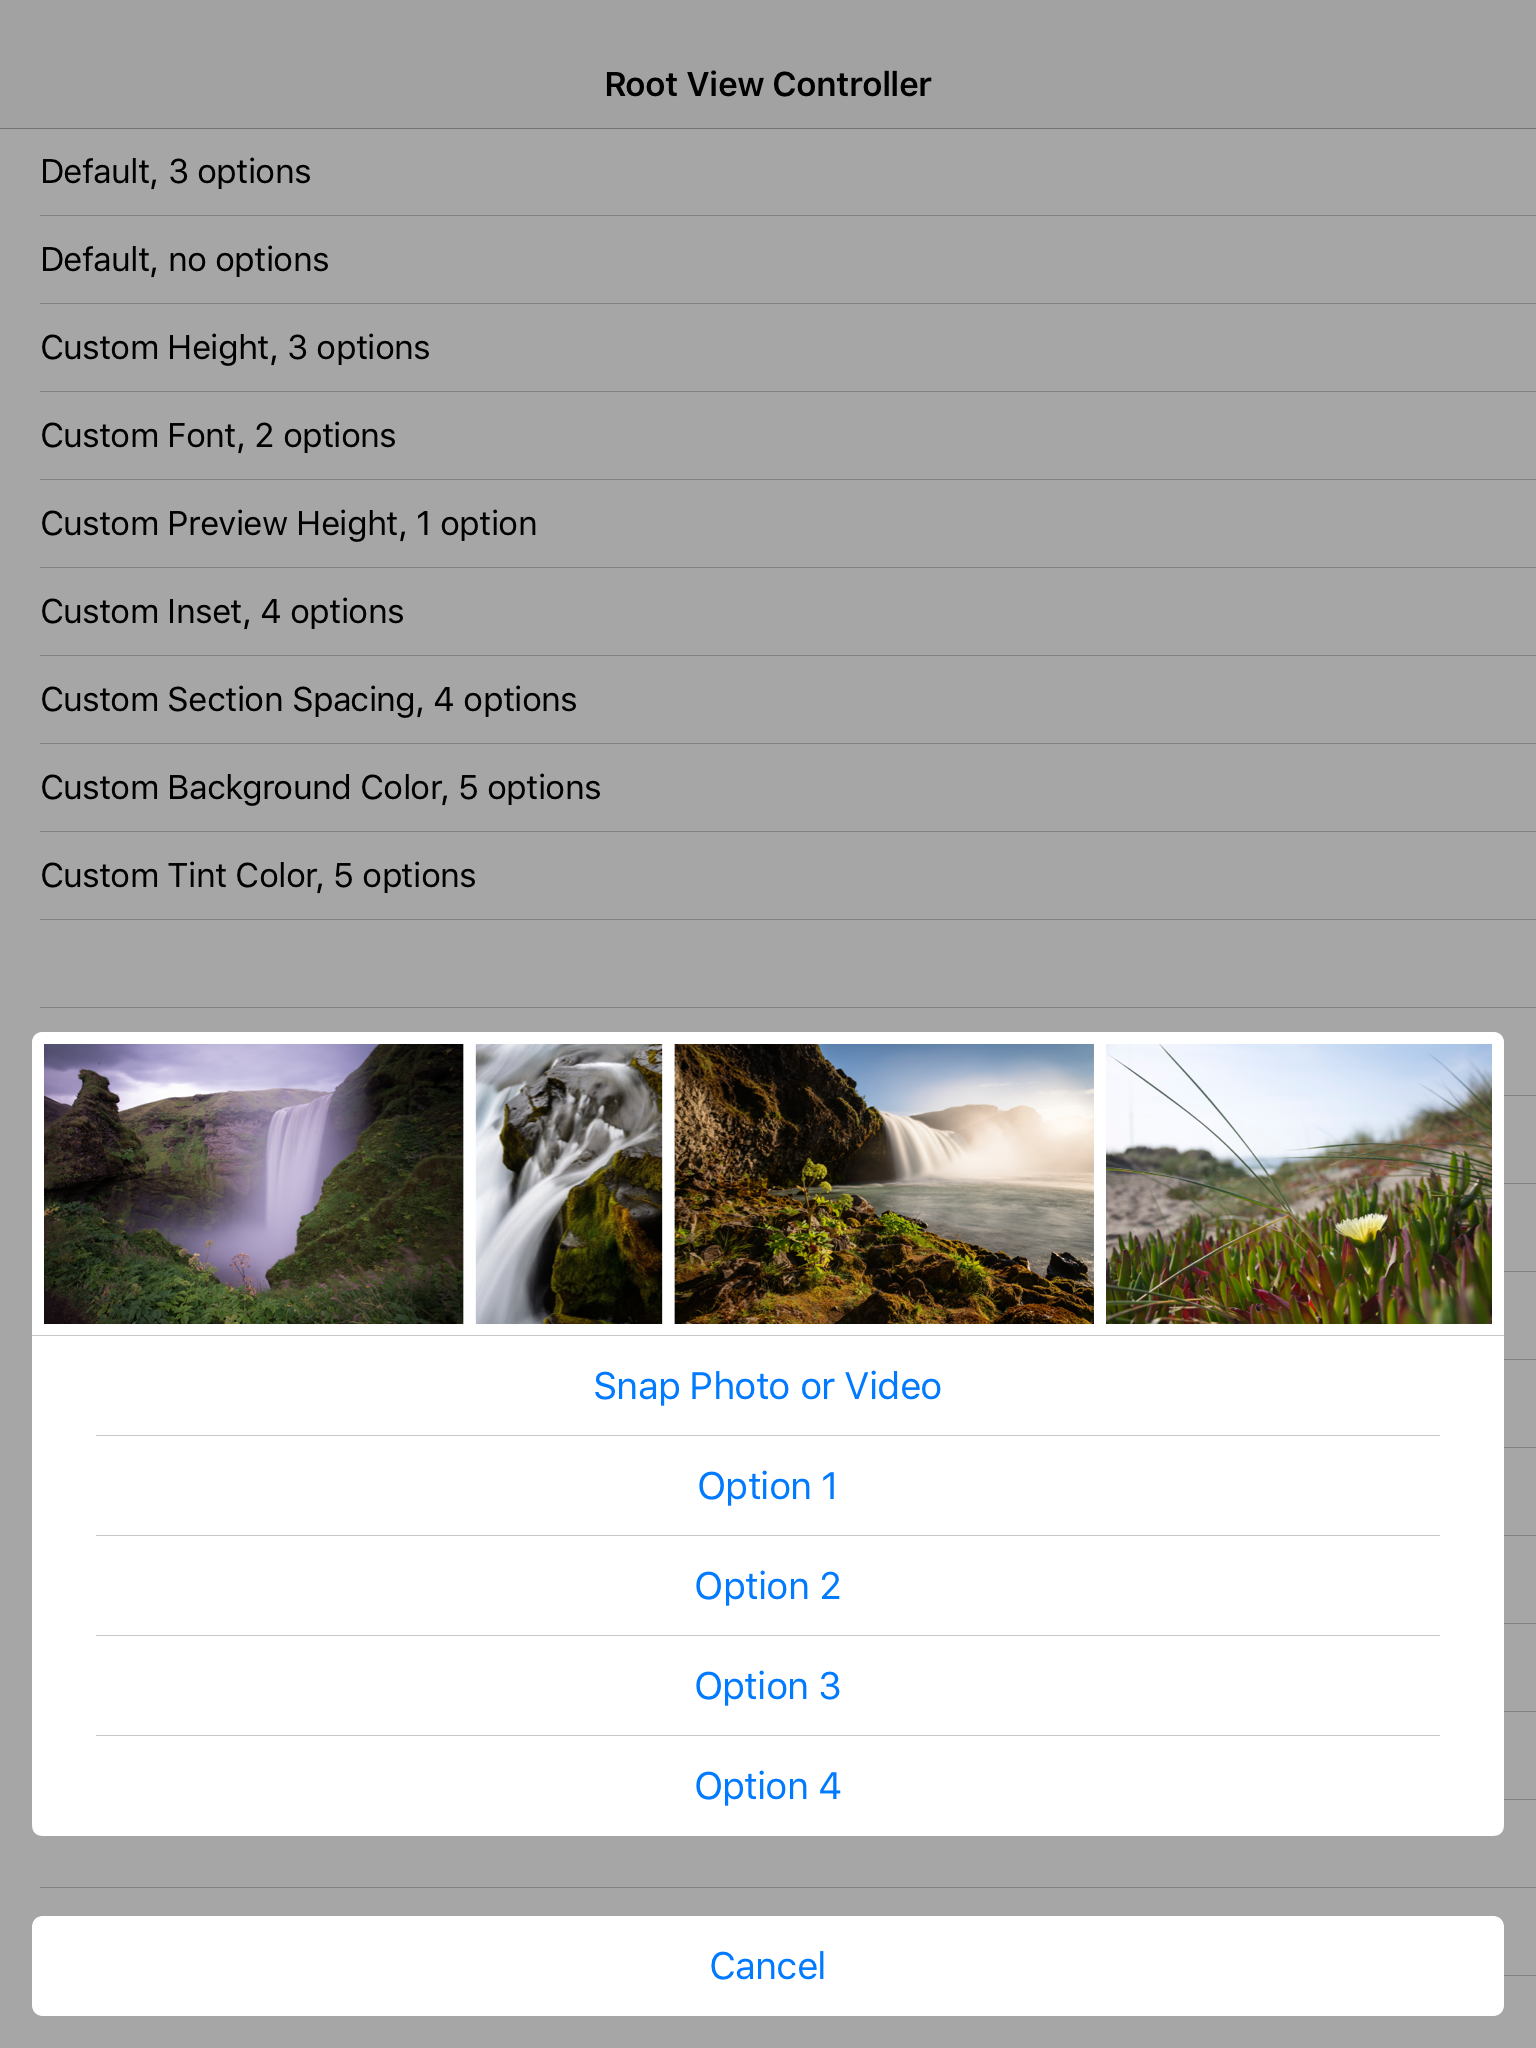 Root View Controller
Default, 3 options
Default, no options
Custom Height, 3 options
Custom Font, 2 options
Custom Preview Height, 1 option
Custom Inset, 4 options
Custom Section Spacing, 4 options
Custom Background Color, 5 options
Custom Tint Color, 5 options
Snap Photo or Video
Option 1
Option 2
Option 3
Option 4
Cancel